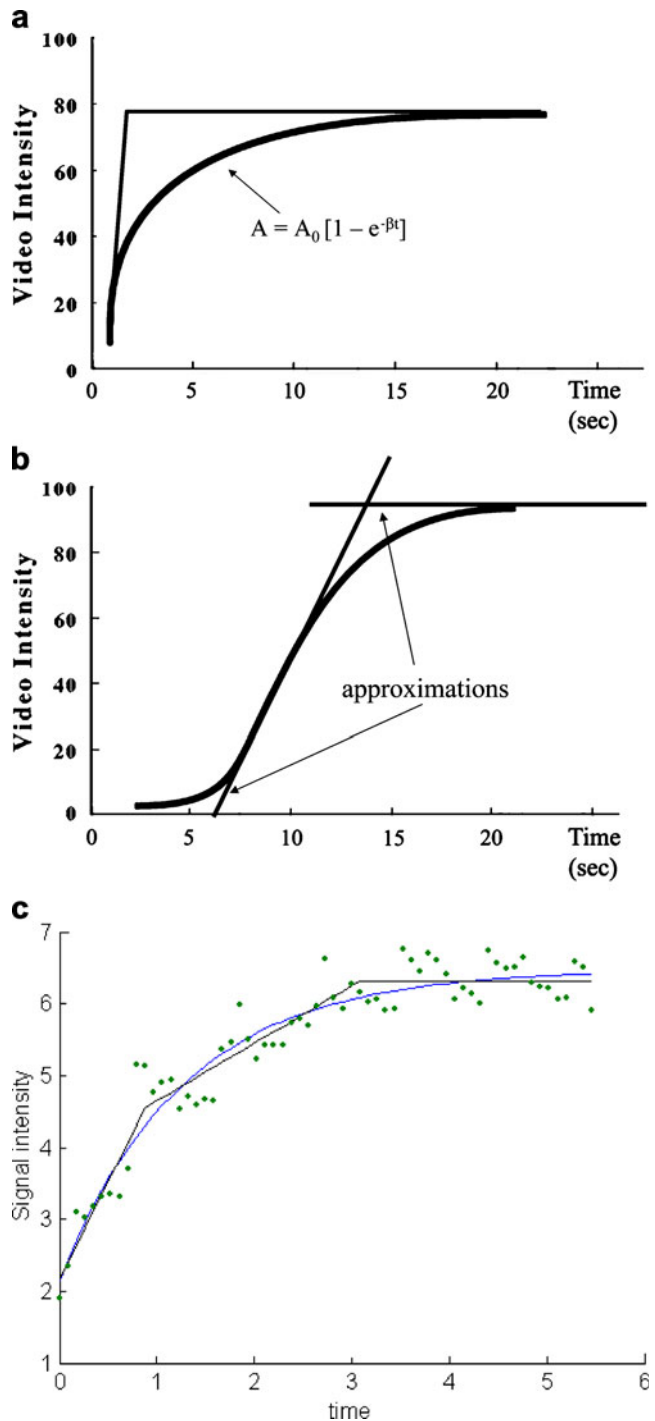 a
100
80
60
40
20
0
Video Intensity
A = A₀ [1 – e^-βt]
0 5 10 15 20 Time
(sec)
b
100
80
60
40
20
0
Video Intensity
approximations
0 5 10 15 20 Time
(sec)
c
7
6
5
4
3
2
1
Signal intensity
0 1 2 3 4 5 6
time